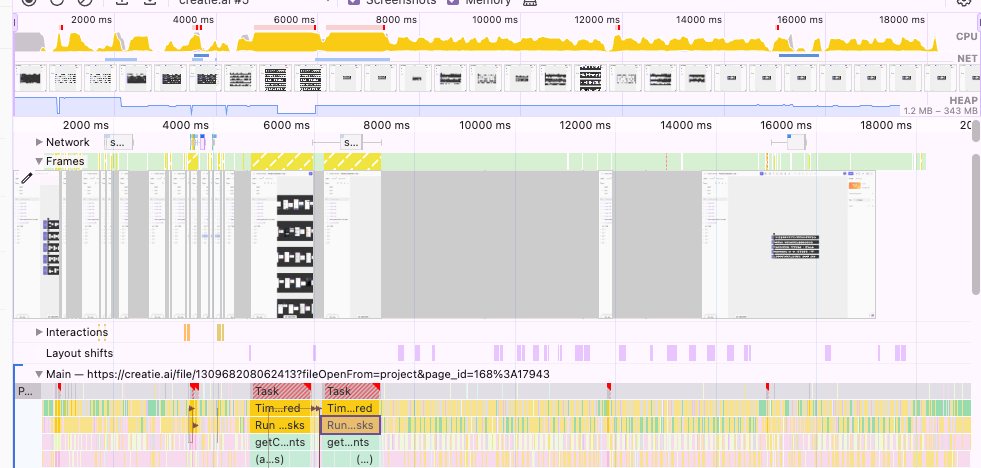 creatie.ai #5 Screenshots Memory
2000 ms 4000 ms 6000 ms 8000 ms 10000 ms 12000 ms 14000 ms 16000 ms 18000 ms
CPU
NET
HEAP
1.2 MB – 343 MB
2000 ms 4000 ms 6000 ms 8000 ms 10000 ms 12000 ms 14000 ms 16000 ms 18000 ms 20
Network s... s...
Frames
Interactions
Layout shifts
Main — https://creatie.ai/file/130968208062413?fileOpenFrom=project&page_id=168%3A17943
P... Task Task
Tim...red Tim...red
Run ...sks Run...sks
getC...nts get...nts
(a...s) (...)